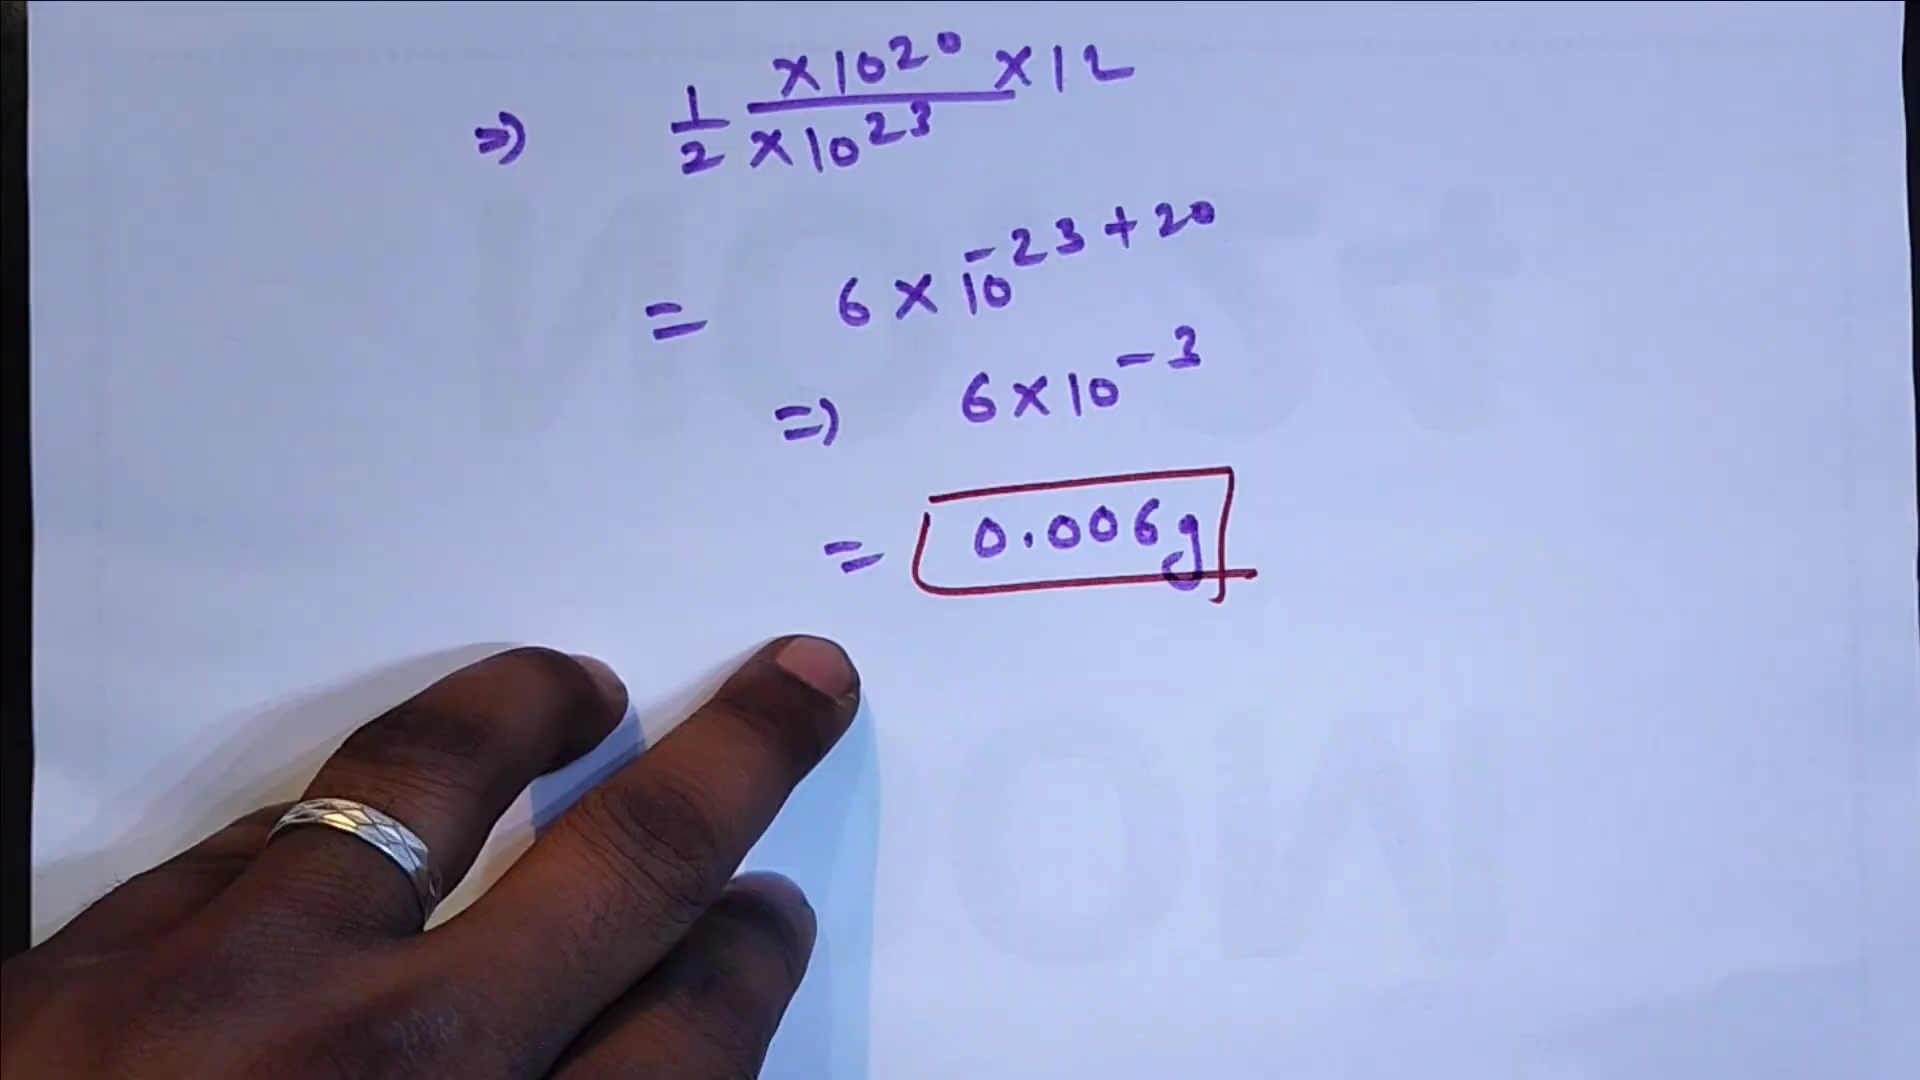 ⇒ 1/2 ×10²⁰/×10²³ ×12
= 6 × 10⁻²³⁺²⁰
⇒ 6×10⁻³
= 0.006g